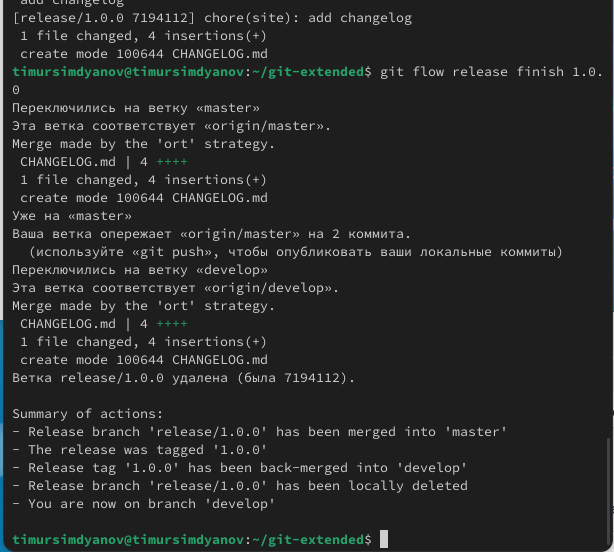 add changelog
[release/1.0.0 7194112] chore(site): add changelog
1 file changed, 4 insertions(+)
create mode 100644 CHANGELOG.md
timursimdyanov@timursimdyanov:~/git-extended$ git flow release finish 1.0.
0
Переключились на ветку «master»
Эта ветка соответствует «origin/master».
Merge made by the 'ort' strategy.
CHANGELOG.md | 4 ++++
1 file changed, 4 insertions(+)
create mode 100644 CHANGELOG.md
Уже на «master»
Ваша ветка опережает «origin/master» на 2 коммита.
(используйте «git push», чтобы опубликовать ваши локальные коммиты)
Переключились на ветку «develop»
Эта ветка соответствует «origin/develop».
Merge made by the 'ort' strategy.
CHANGELOG.md | 4 ++++
1 file changed, 4 insertions(+)
create mode 100644 CHANGELOG.md
Ветка release/1.0.0 удалена (была 7194112).
Summary of actions:
- Release branch 'release/1.0.0' has been merged into 'master'
- The release was tagged '1.0.0'
- Release tag '1.0.0' has been back-merged into 'develop'
- Release branch 'release/1.0.0' has been locally deleted
- You are now on branch 'develop'
timursimdyanov@timursimdyanov:~/git-extended$